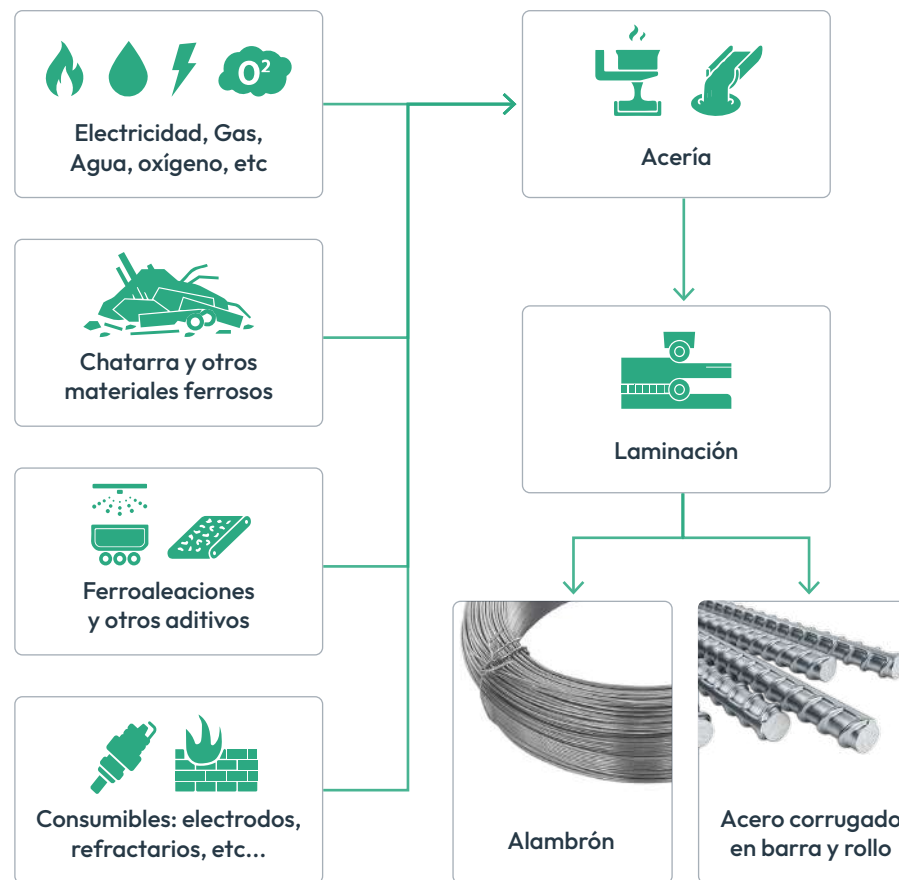 O²
Electricidad, Gas,
Agua, oxígeno, etc
Acería
Chatarra y otros
materiales ferrosos
Laminación
Ferroaleaciones
y otros aditivos
Consumibles: electrodos,
refractarios, etc...
Alambrón
Acero corrugado
en barra y rollo